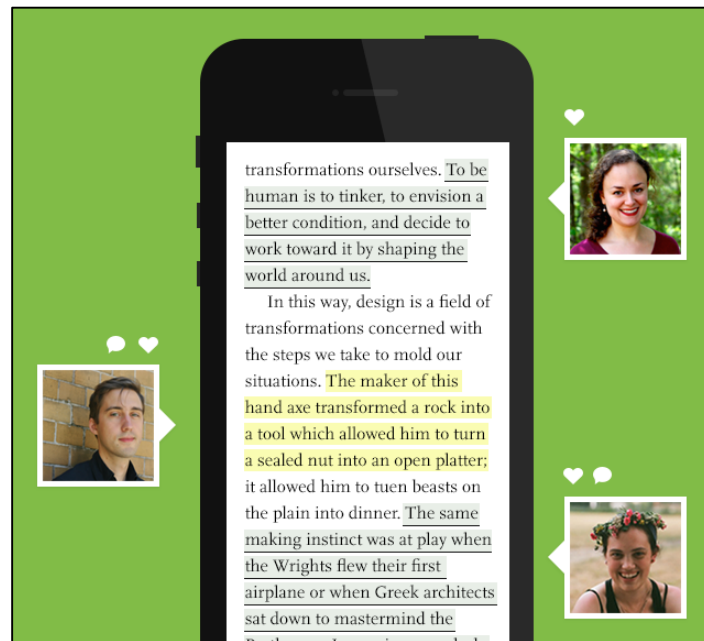 transformations ourselves. To be
human is to tinker, to envision a
better condition, and decide to
work toward it by shaping the
world around us.
In this way, design is a field of
transformations concerned with
the steps we take to mold our
situations. The maker of this
hand axe transformed a rock into
a tool which allowed him to turn
a sealed nut into an open platter;
it allowed him to tuen beasts on
the plain into dinner. The same
making instinct was at play when
the Wrights flew their first
airplane or when Greek architects
sat down to mastermind the